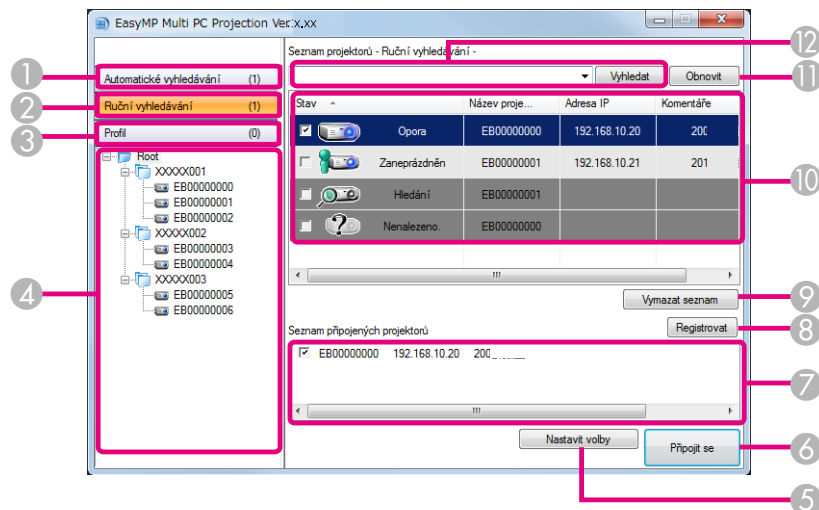 EasyMP Multi PC Projection Ver.x.xx
Seznam projektorů - Ruční vyhledávání -
Automatické vyhledávání (1)
Ruční vyhledávání (1)
Profil (0)
Root
XXXXX001
EB00000000
EB00000001
EB00000002
XXXXX002
EB00000003
EB00000004
XXXXX003
EB00000005
EB00000006
Vyhledat Obnovit
Stav Název proje... Adresa IP Komentáře
Opora EB00000000 192.168.10.20 200
Zaneprázdněn EB00000001 192.168.10.21 201
Hledání EB00000001
Nenalezeno. EB00000000
Vymazat seznam
Registrovat
Seznam připojených projektorů
EB00000000 192.168.10.20 200
Nastavit volby
Připojit se
1
2
3
4
12
11
10
9
8
7
6
5